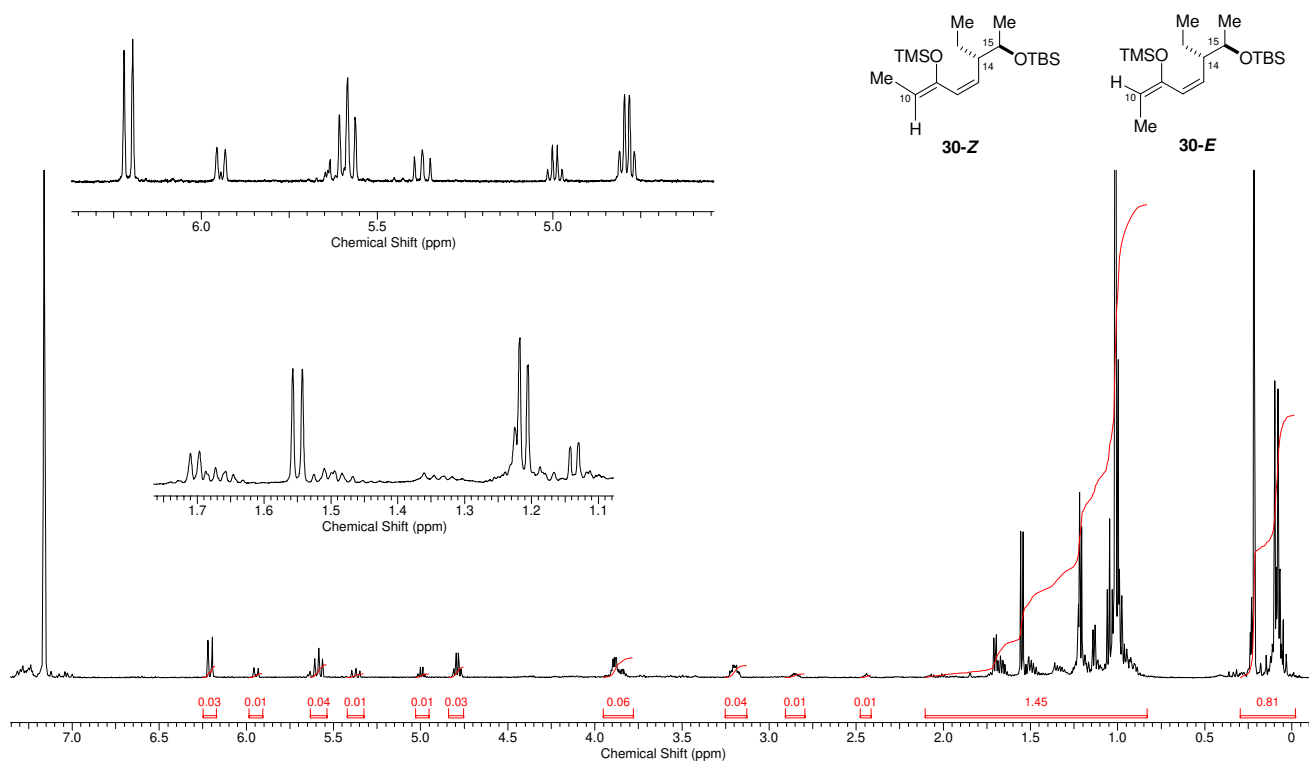 Me
Me
TMSO
15
OTBS
14
Me
10
H
30-Z
Me
Me
TMSO
15
OTBS
14
H
10
Me
30-E
6.0 5.5 5.0
Chemical Shift (ppm)
1.7 1.6 1.5 1.4 1.3 1.2 1.1
Chemical Shift (ppm)
0.03 0.01 0.04 0.01 0.01 0.03 0.06 0.04 0.01 0.01 1.45 0.81
7.0 6.5 6.0 5.5 5.0 4.5 4.0 3.5 3.0 2.5 2.0 1.5 1.0 0.5 0
Chemical Shift (ppm)